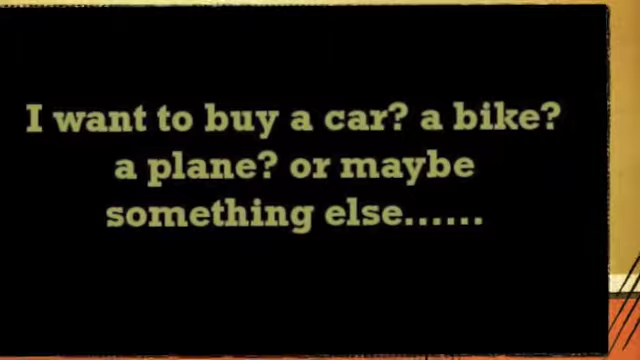 I want to buy a car? a bike?
a plane? or maybe
something else......